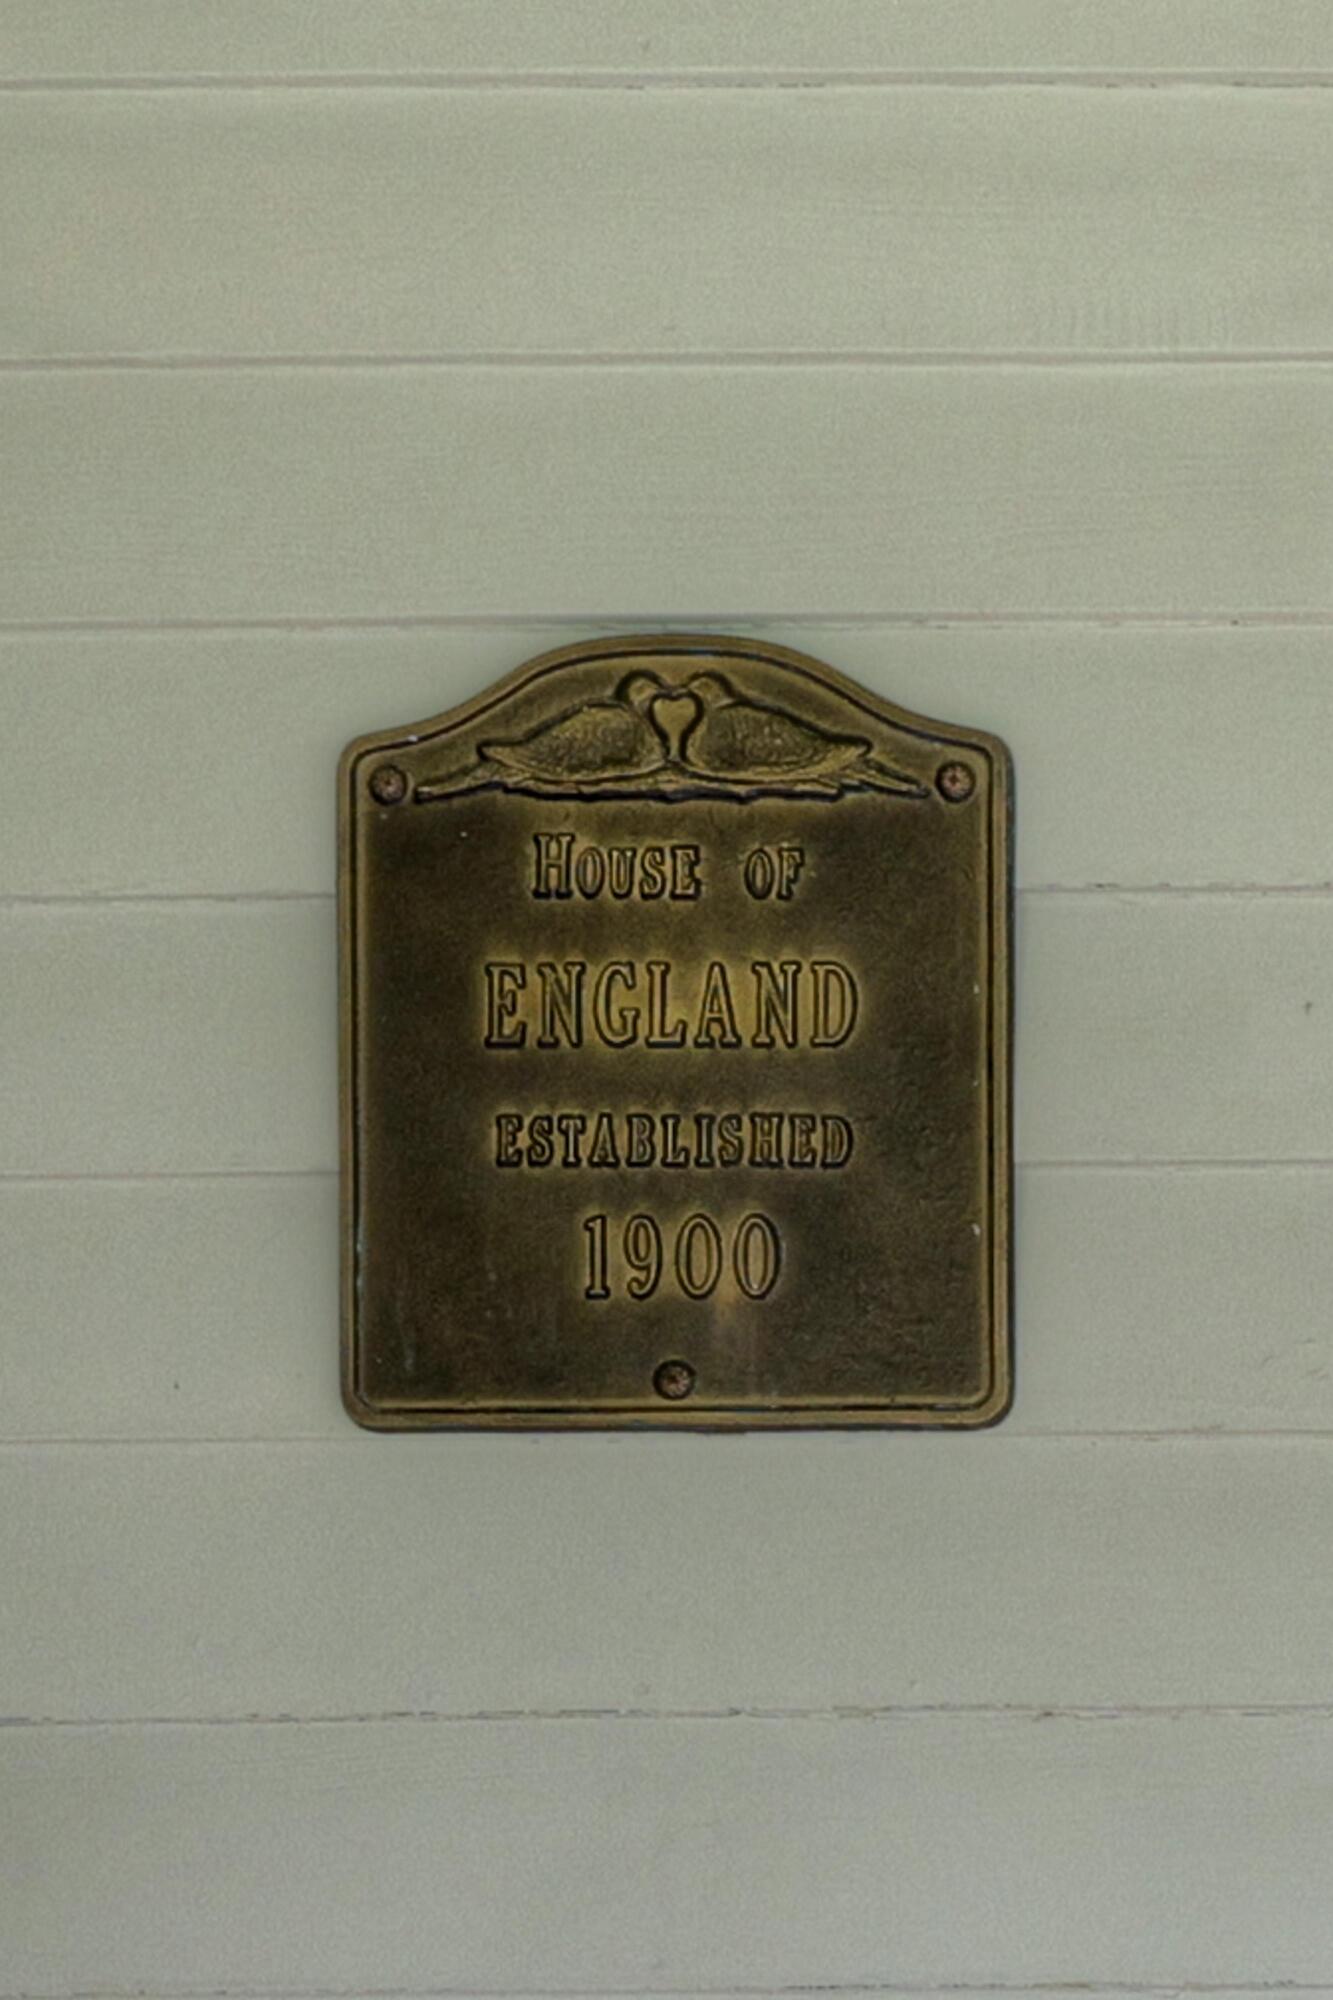 House of
ENGLAND
ESTABLISHED
1900